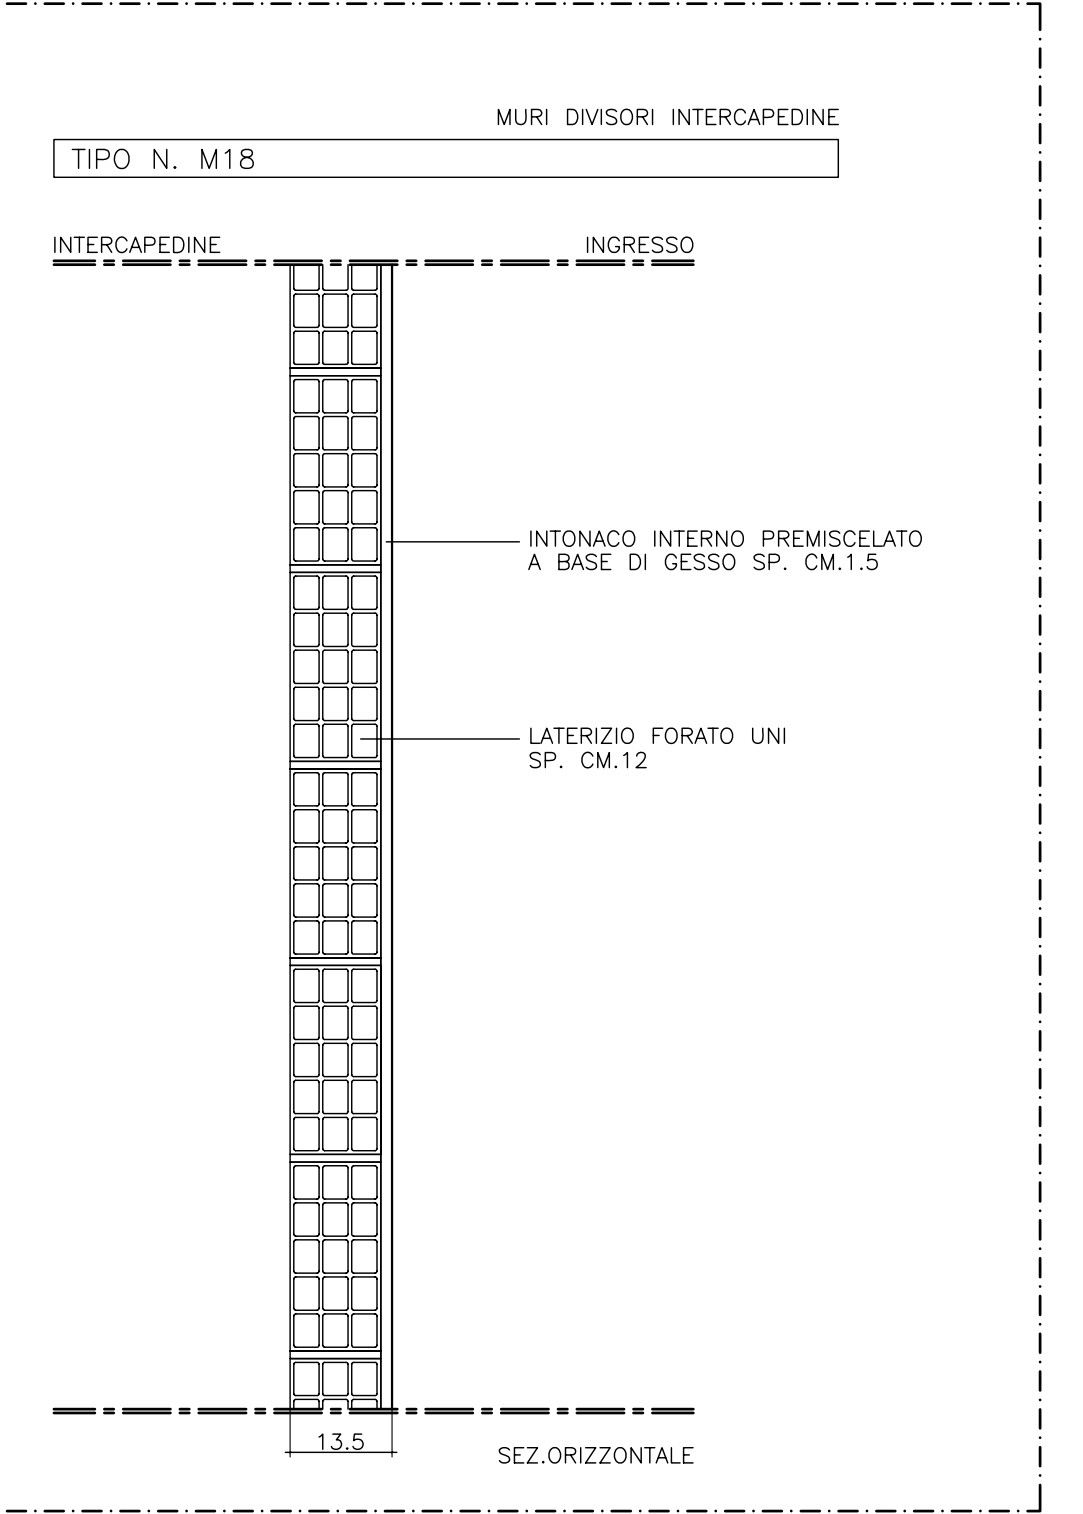 MURI DIVISORI INTERCAPEDINE
TIPO N. M18
INTERCAPEDINE
INGRESSO
INTONACO INTERNO PREMISCELATO
A BASE DI GESSO SP. CM.1.5
LATERIZIO FORATO UNI
SP. CM.12
13.5
SEZ.ORIZZONTALE